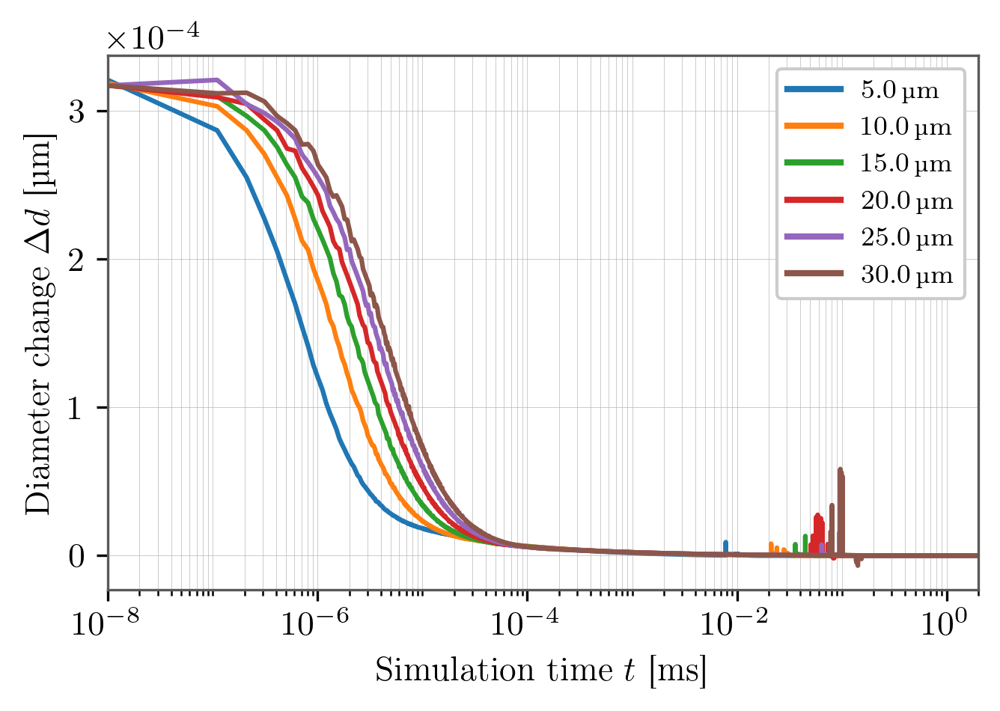 ×10⁻⁴
Diameter change Δd [µm]
3
2
1
0
5.0 µm
10.0 µm
15.0 µm
20.0 µm
25.0 µm
30.0 µm
10⁻⁸ 10⁻⁶ 10⁻⁴ 10⁻² 10⁰
Simulation time t [ms]